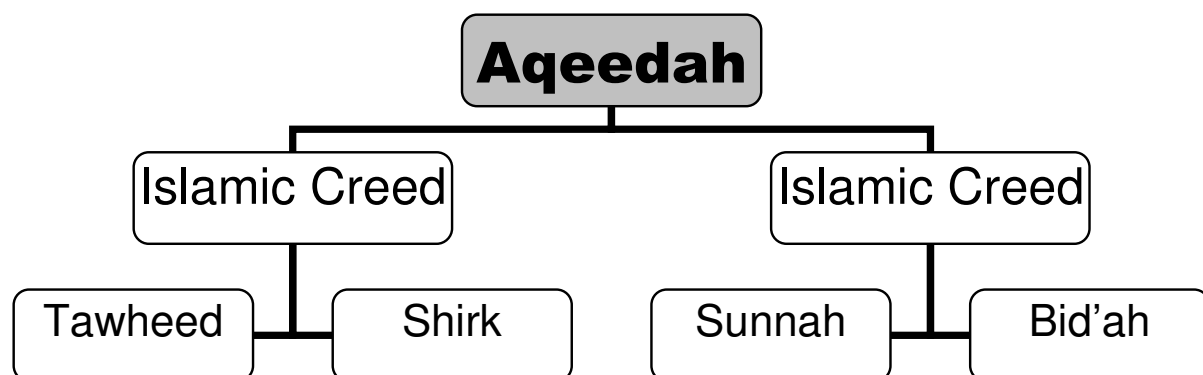 Aqeedah
Islamic Creed
Islamic Creed
Tawheed
Shirk
Sunnah
Bid’ah